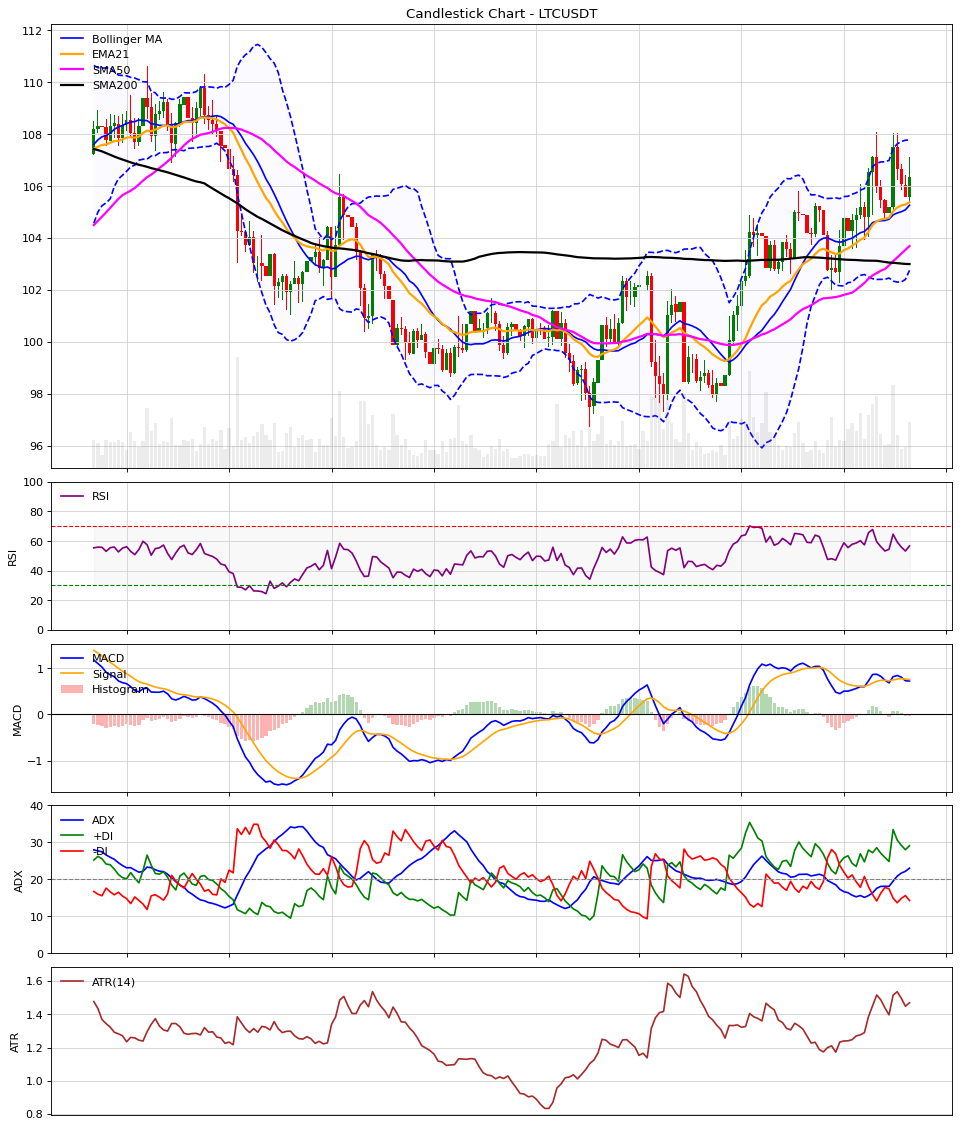 Candlestick Chart - LTCUSDT
112
110
108
106
104
102
100
98
96
Bollinger MA
EMA21
SMA50
SMA200
100
80
60
40
20
0
RSI
RSI
1
0
−1
MACD
MACD
Signal
Histogram
40
30
20
10
0
ADX
ADX
+DI
-DI
1.6
1.4
1.2
1.0
0.8
ATR
ATR(14)